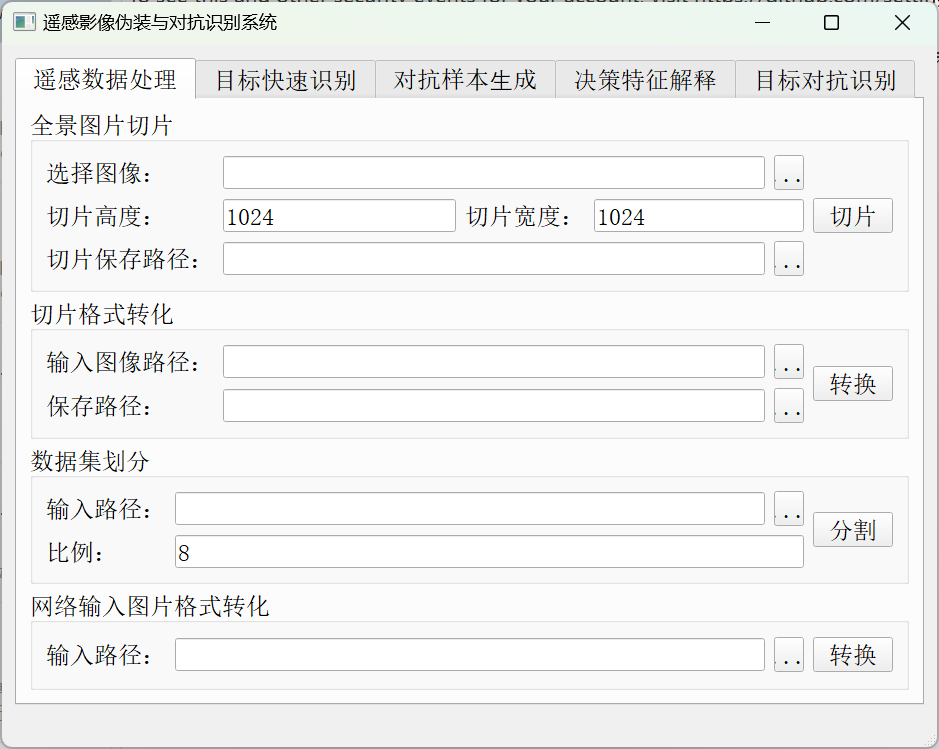 遥感影像伪装与对抗识别系统
遥感数据处理 目标快速识别 对抗样本生成 决策特征解释 目标对抗识别
全景图片切片
选择图像： ...
切片高度： 1024 切片宽度： 1024 切片
切片保存路径： ...
切片格式转化
输入图像路径： ...
转换
保存路径： ...
数据集划分
输入路径： ...
分割
比例： 8
网络输入图片格式转化
输入路径： ... 转换